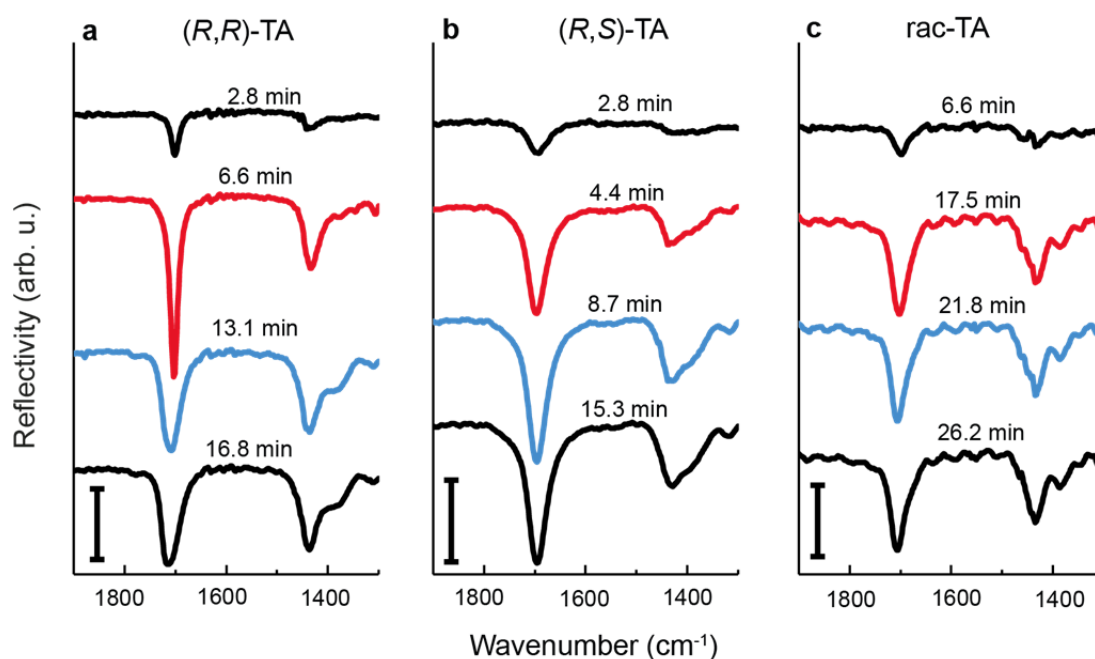 a (R,R)-TA
2.8 min
6.6 min
13.1 min
16.8 min
1800 1600 1400
b (R,S)-TA
2.8 min
4.4 min
8.7 min
15.3 min
1800 1600 1400
c rac-TA
6.6 min
17.5 min
21.8 min
26.2 min
1800 1600 1400
Reflectivity (arb. u.)
Wavenumber (cm⁻¹)